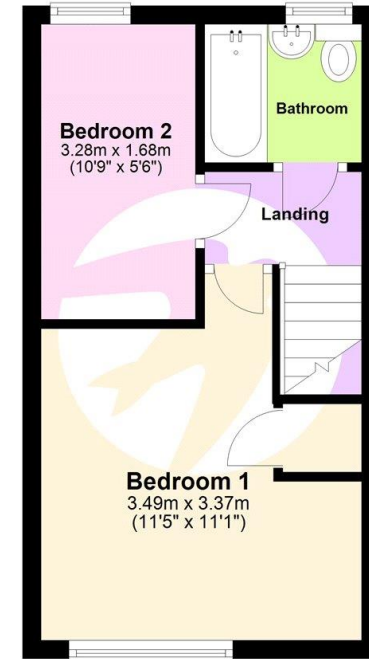 Bathroom
Bedroom 2
3.28m x 1.68m
(10'9" x 5'6")
Landing
Bedroom 1
3.49m x 3.37m
(11'5" x 11'1")